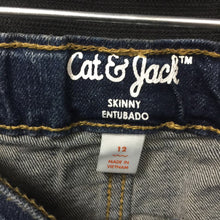 Cat & Jack™
SKINNY
ENTUBADO
12
MADE IN
VIETNAM